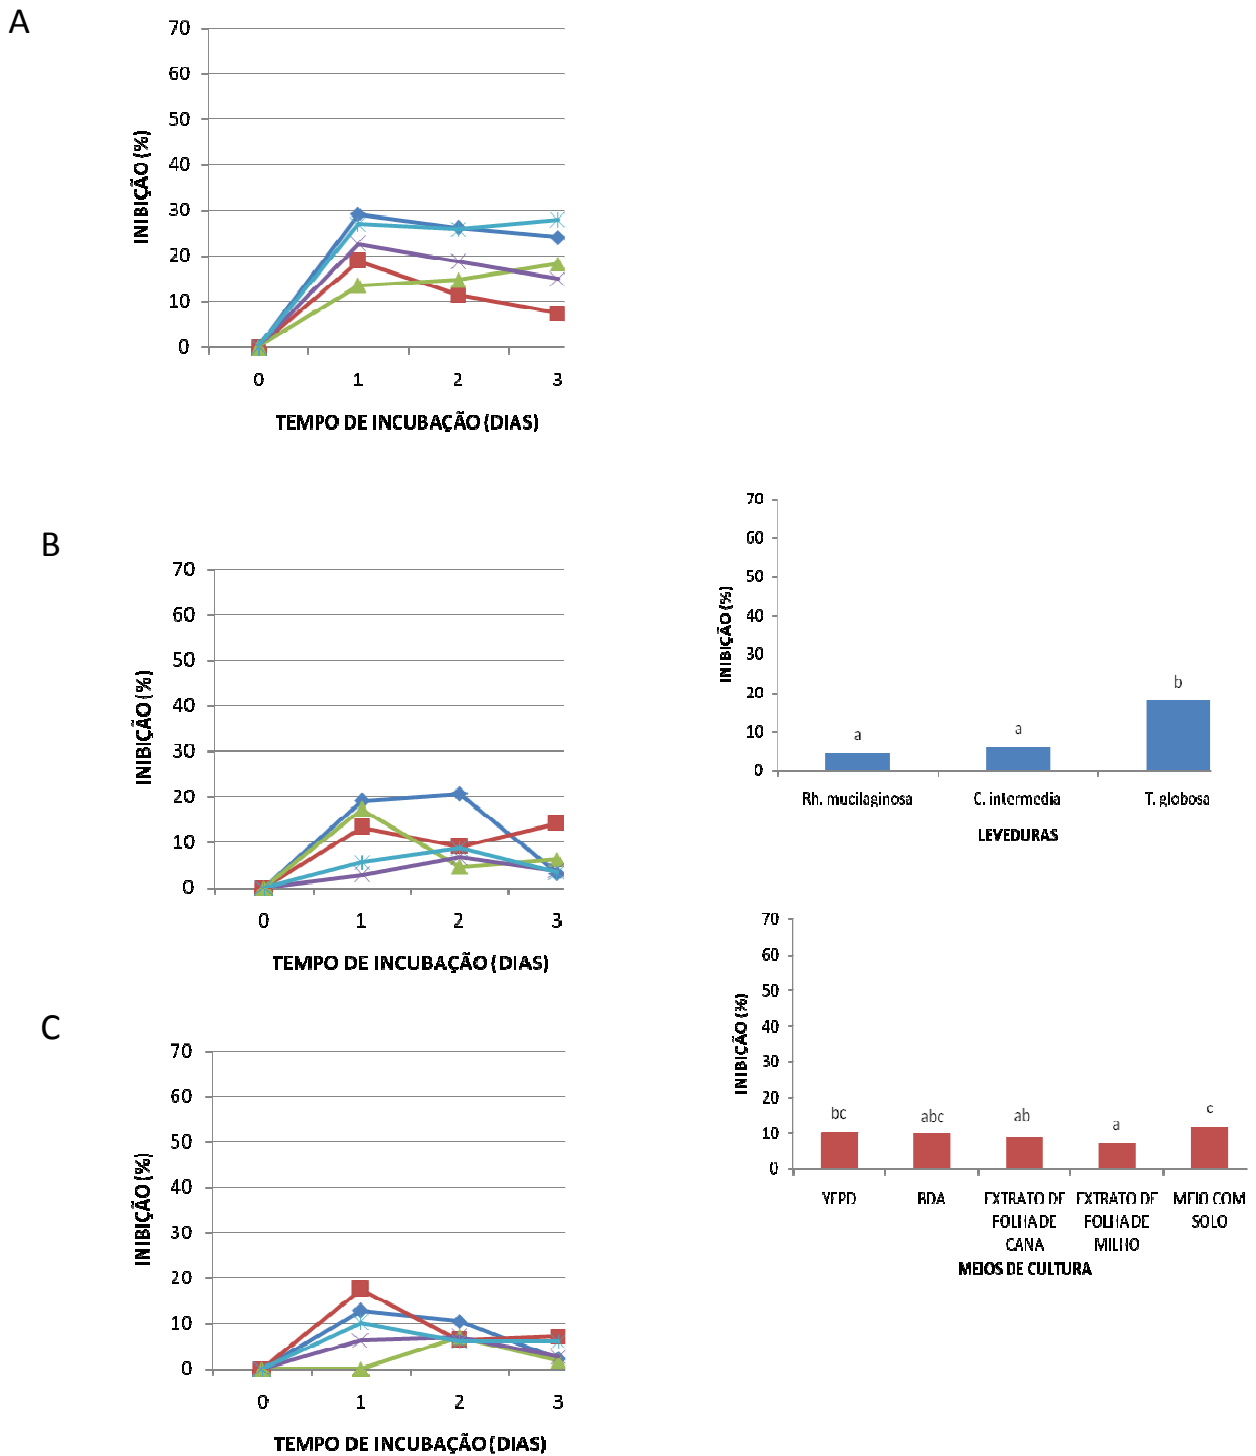 A
70
60
50
40
30
20
10
0
INIBIÇÃO (%)
0 1 2 3
TEMPO DE INCUBAÇÃO (DIAS)
B
70
60
50
40
30
20
10
0
INIBIÇÃO (%)
0 1 2 3
TEMPO DE INCUBAÇÃO (DIAS)
70
60
50
40
30
20
10
0
INIBIÇÃO (%)
a a b
Rh. mucilaginosa C. intermedia T. globosa
LEVEDURAS
C
70
60
50
40
30
20
10
0
INIBIÇÃO (%)
0 1 2 3
TEMPO DE INCUBAÇÃO (DIAS)
70
60
50
40
30
20
10
0
INIBIÇÃO (%)
bc abc ab a c
YEPD BDA EXTRATO DE EXTRATO DE MEIO COM
FOLHA DE FOLHA DE SOLO
CANA MILHO
MEIOS DE CULTURA